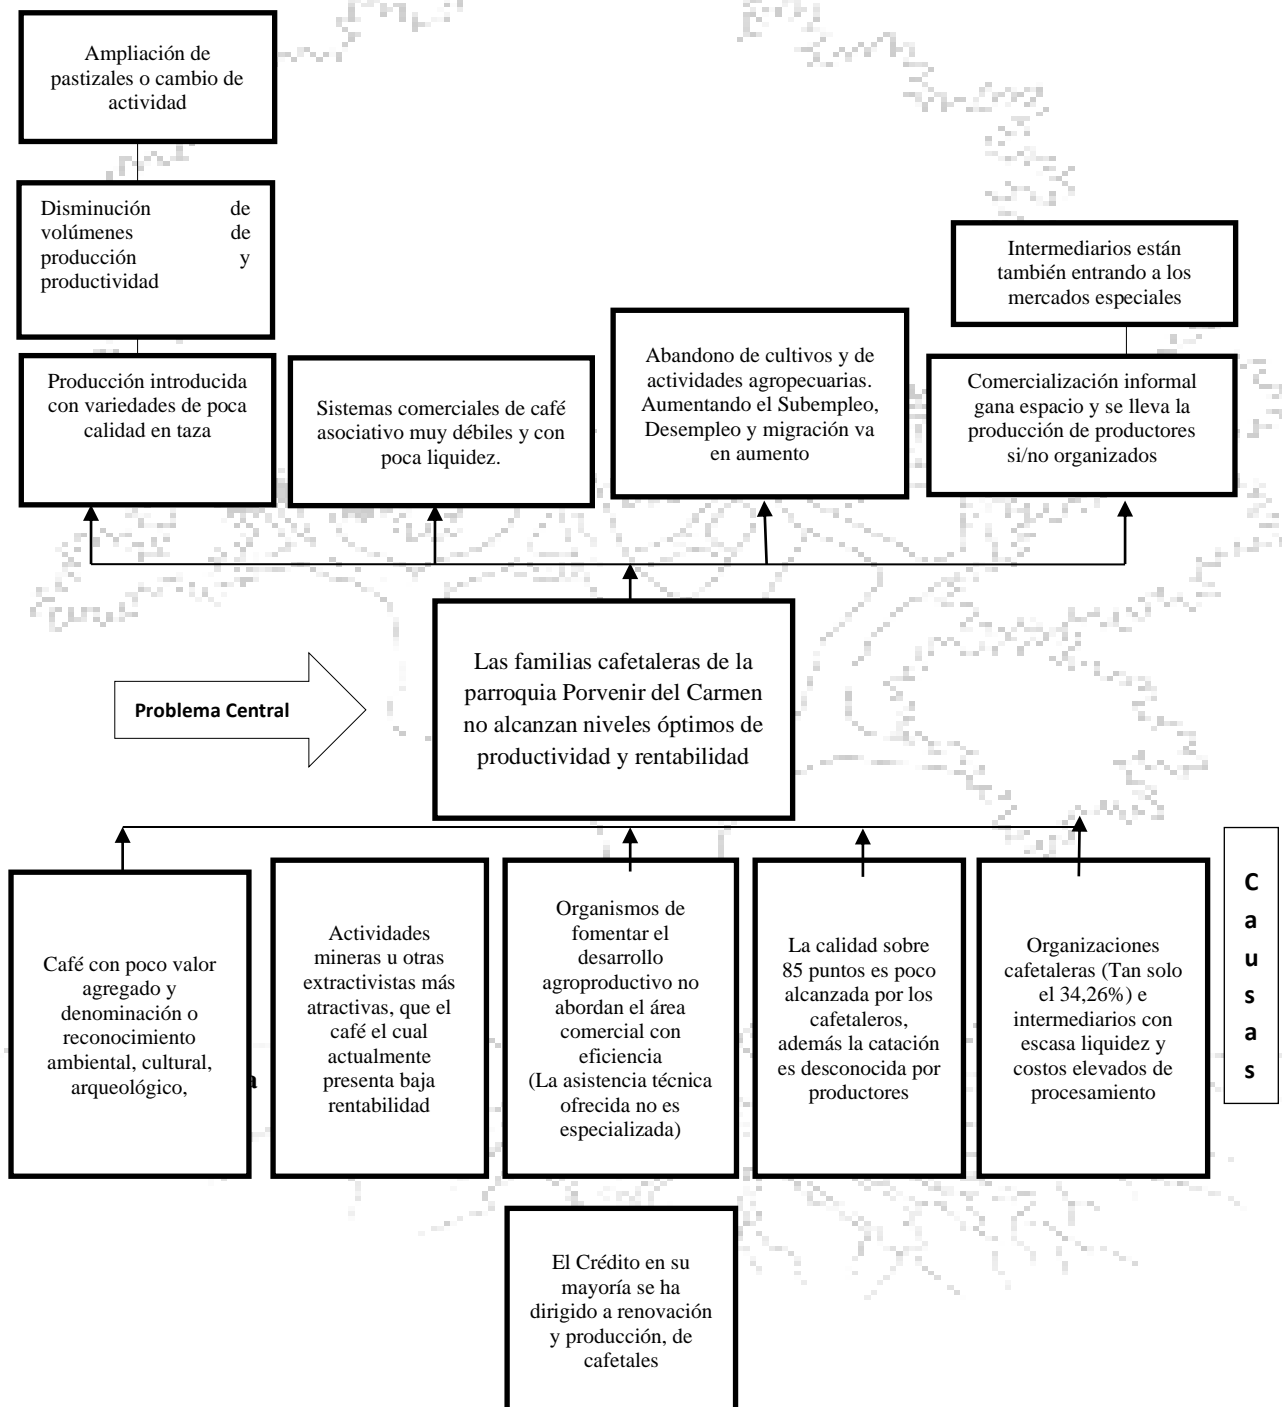 Ampliación de
pastizales o cambio de
actividad
Disminución de
volúmenes de
producción y
productividad
Intermediarios están
también entrando a los
mercados especiales
Producción introducida
con variedades de poca
calidad en taza
Sistemas comerciales de café
asociativo muy débiles y con
poca liquidez.
Abandono de cultivos y de
actividades agropecuarias.
Aumentando el Subempleo,
Desempleo y migración va
en aumento
Comercialización informal
gana espacio y se lleva la
producción de productores
si/no organizados
Las familias cafetaleras de la
parroquia Porvenir del Carmen
no alcanzan niveles óptimos de
productividad y rentabilidad
Problema Central
Café con poco valor
agregado y
denominación o
reconocimiento
ambiental, cultural,
arqueológico,
a
Actividades
mineras u otras
extractivistas más
atractivas, que el
café el cual
actualmente
presenta baja
rentabilidad
Organismos de
fomentar el
desarrollo
agroproductivo no
abordan el área
comercial con
eficiencia
(La asistencia técnica
ofrecida no es
especializada)
La calidad sobre
85 puntos es poco
alcanzada por los
cafetaleros,
además la catación
es desconocida por
productores
Organizaciones
cafetaleras (Tan solo
el 34,26%) e
intermediarios con
escasa liquidez y
costos elevados de
procesamiento
C
a
u
s
a
s
El Crédito en su
mayoría se ha
dirigido a renovación
y producción, de
cafetales